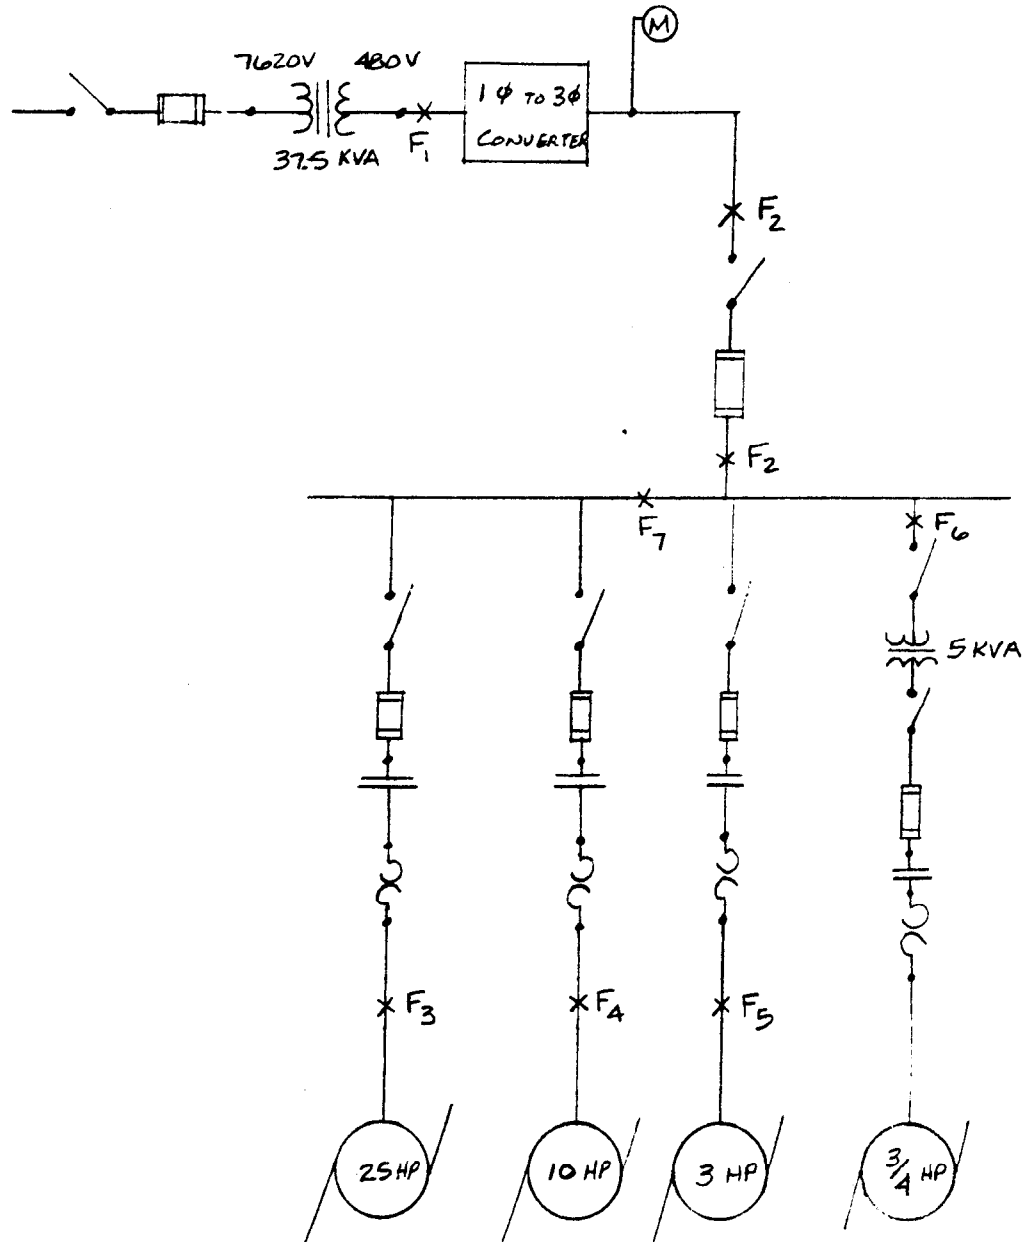 M
7620V 480V
1 φ TO 3φ
CONVERTER
37.5 KVA
F1
F2
F2
F7
F6
5 KVA
F3
F4
F5
25 HP
10 HP
3 HP
3/4 HP